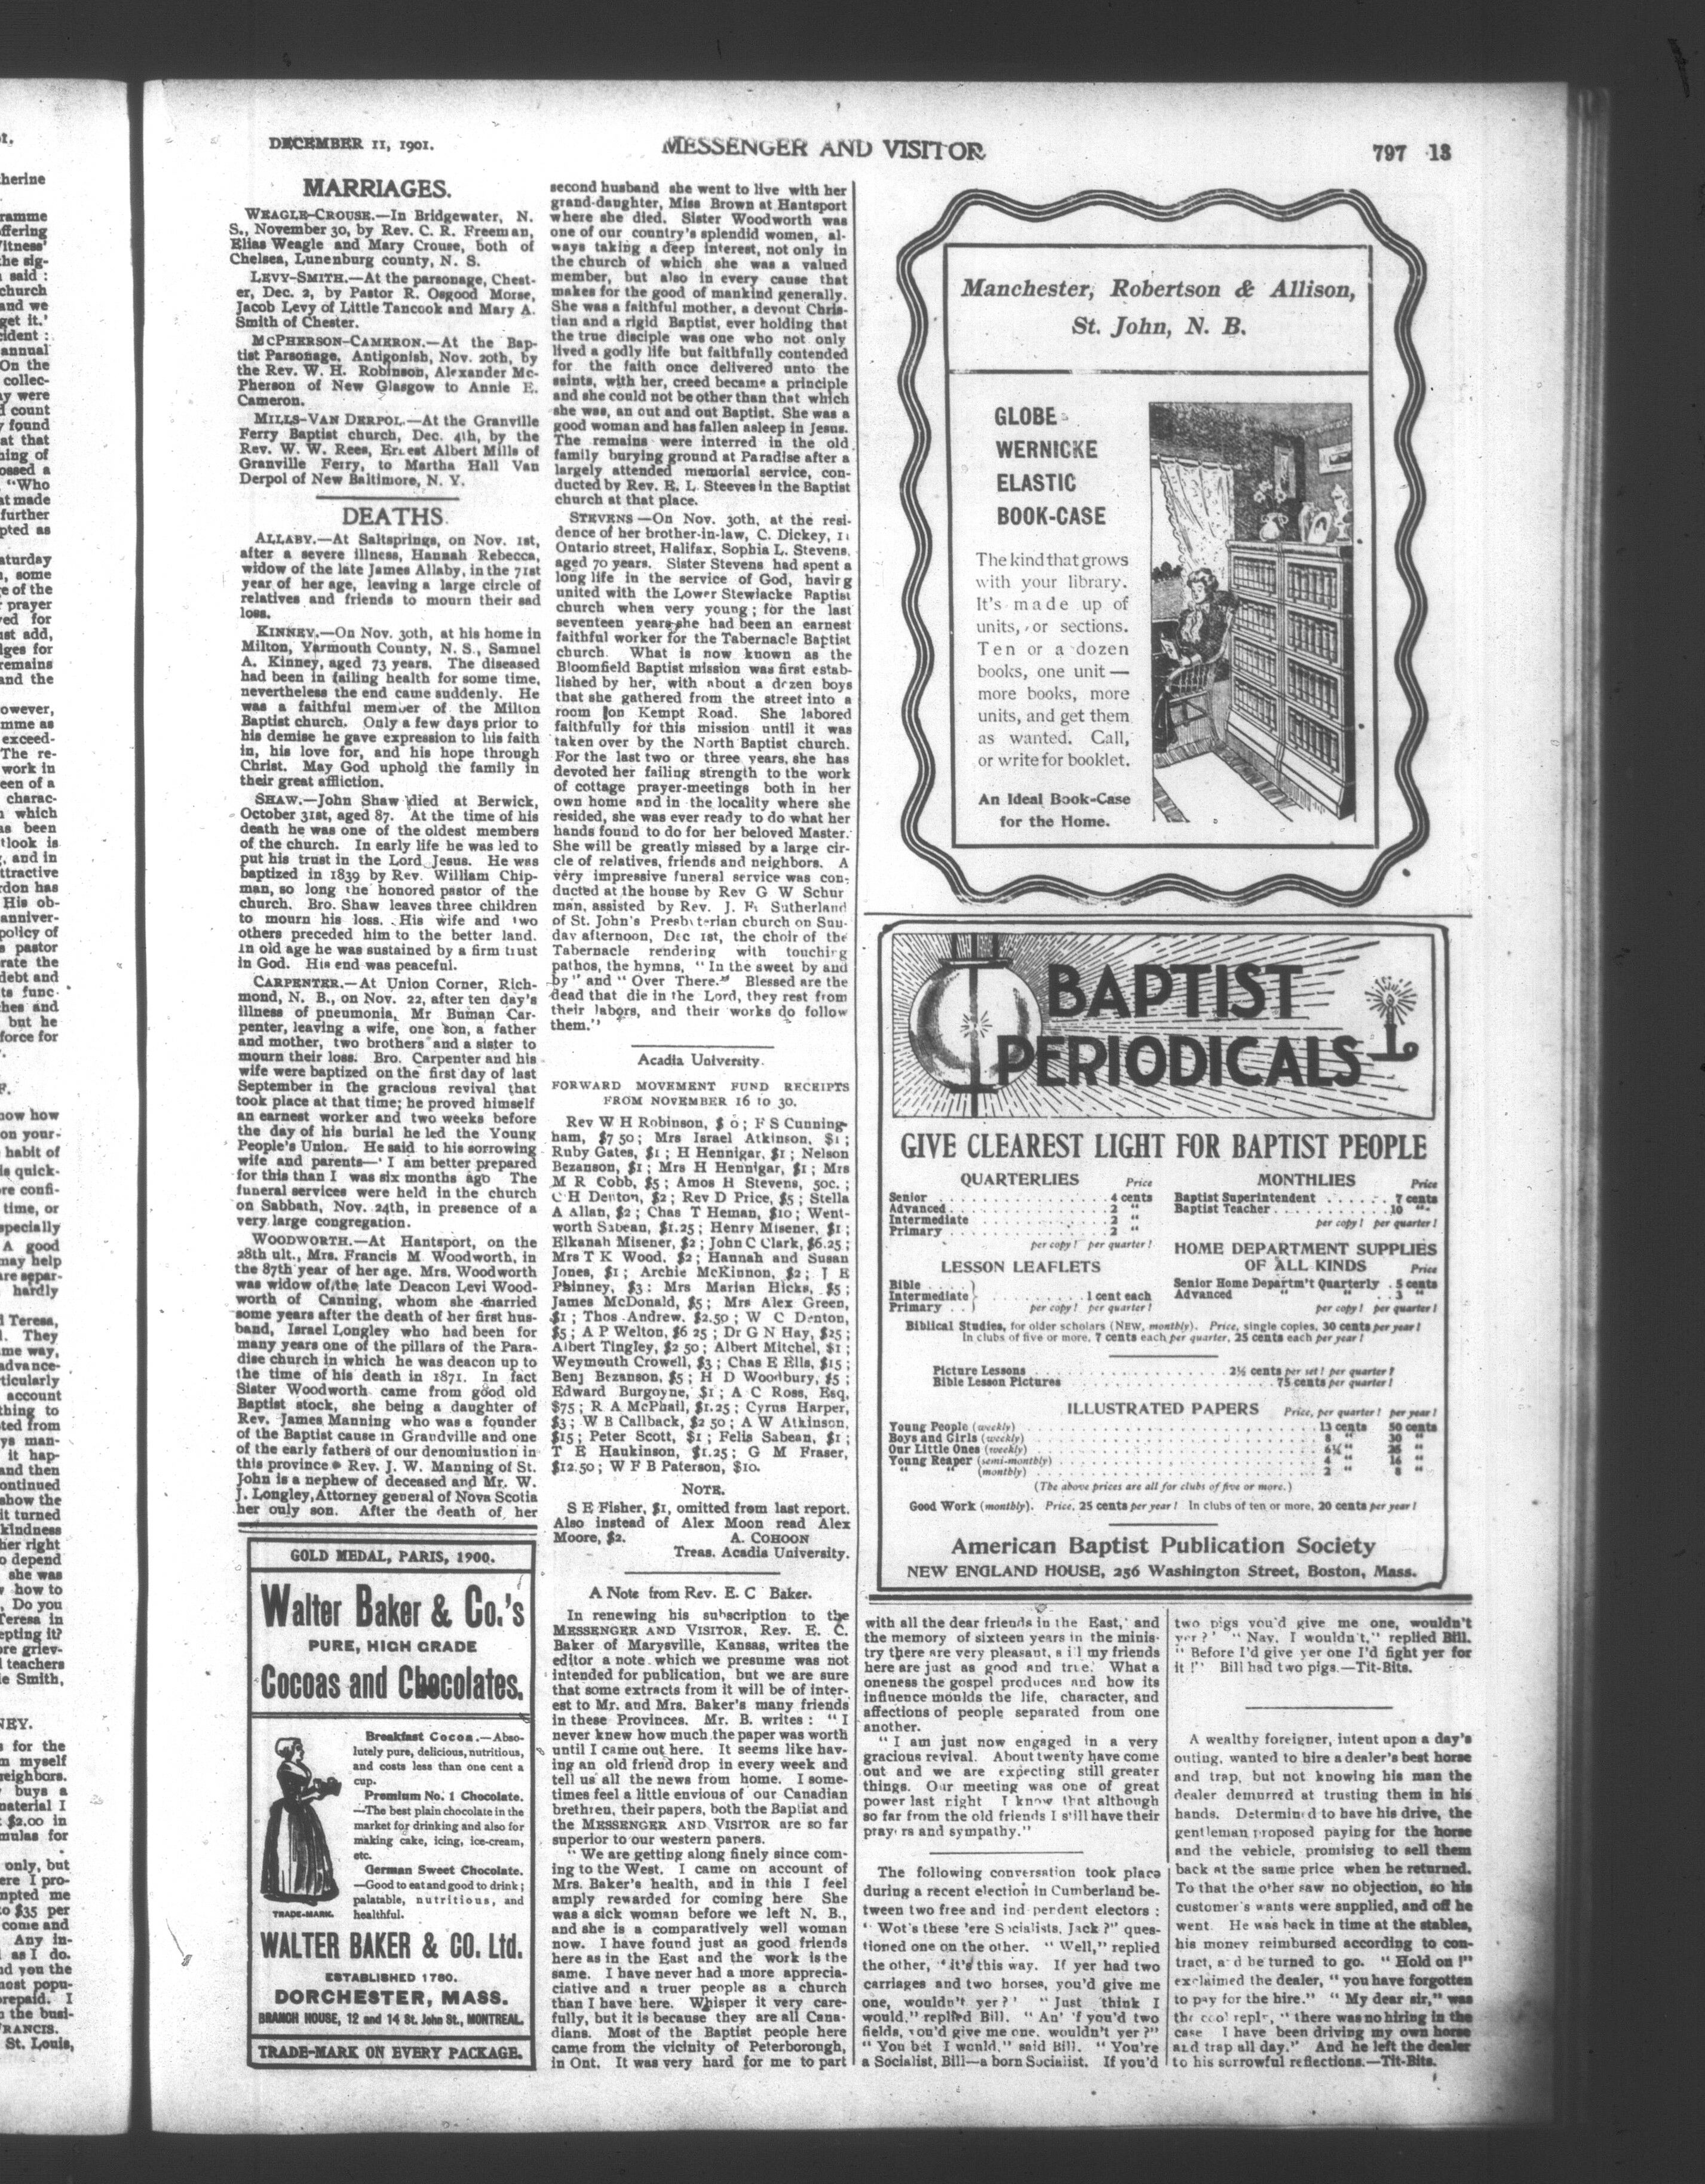 DECEMBER 11, 1901.
MESSENGER AND VISITOR
797 13
MARRIAGES.
WEAGLE-CROUSE.—In Bridgewater, N.
S., November 30, by Rev. C. R. Freeman,
Elias Weagle and Mary Crouse, both of
Chelsea, Lunenburg county, N. S.
LEVY-SMITH.—At the parsonage, Chest-
er, Dec. 2, by Pastor R. Osgood Morse,
Jacob Levy of Little Tancook and Mary A.
Smith of Chester.
MCPHERSON-CAMERON.—At the Bap-
tist Parsonage, Antigonish, Nov. 20th, by
the Rev. W. H. Robinson, Alexander Mc-
Pherson of New Glasgow to Annie E.
Cameron.
MILLS-VAN DERPOL.—At the Granville
Ferry Baptist church, Dec. 4th, by the
Rev. W. W. Rees, Ernest Albert Mills of
Granville Ferry, to Martha Hall Van
Derpol of New Baltimore, N. Y.
DEATHS.
ALLABY.—At Saltsprings, on Nov. 1st,
after a severe illness, Hannah Rebecca,
widow of the late James Allaby, in the 71st
year of her age, leaving a large circle of
relatives and friends to mourn their sad
loss.
KINNEY.—On Nov. 30th, at his home in
Milton, Yarmouth County, N. S., Samuel
A. Kinney, aged 73 years. The diseased
had been in failing health for some time,
nevertheless the end came suddenly. He
was a faithful member of the Milton
Baptist church. Only a few days prior to
his demise he gave expression to his faith
in, his love for, and his hope through
Christ. May God uphold the family in
their great affliction.
SHAW.—John Shaw died at Berwick,
October 31st, aged 87. At the time of his
death he was one of the oldest members
of the church. In early life he was led to
put his trust in the Lord Jesus. He was
baptized in 1839 by Rev. William Chip-
man, so long the honored pastor of the
church. Bro. Shaw leaves three children
to mourn his loss. His wife and two
others preceded him to the better land.
In old age he was sustained by a firm trust
in God. His end was peaceful.
CARPENTER.—At Union Corner, Rich-
mond, N. B., on Nov. 22, after ten day's
illness of pneumonia, Mr Buman Car-
penter, leaving a wife, one son, a father
and mother, two brothers and a sister to
mourn their loss. Bro. Carpenter and his
wife were baptized on the first day of last
September in the gracious revival that
took place at that time; he proved himself
an earnest worker and two weeks before
the day of his burial he led the Young
People's Union. He said to his sorrowing
wife and parents—' I am better prepared
for this than I was six months ago The
funeral services were held in the church
on Sabbath, Nov. 24th, in presence of a
very large congregation.
WOODWORTH.—At Hantsport, on the
28th ult., Mrs. Francis M Woodworth, in
the 87th year of her age. Mrs. Woodworth
was widow of the late Deacon Levi Wood-
worth of Canning, whom she married
some years after the death of her first hus-
band, Israel Longley who had been for
many years one of the pillars of the Para-
dise church in which he was deacon up to
the time of his death in 1871. In fact
Sister Woodworth came from good old
Baptist stock, she being a daughter of
Rev. James Manning who was a founder
of the Baptist cause in Grandville and one
of the early fathers of our denomination in
this province Rev. J. W. Manning of St.
John is a nephew of deceased and Mr. W.
J. Longley, Attorney general of Nova Scotia
her only son. After the death of her
GOLD MEDAL, PARIS, 1900.
Walter Baker & Co.'s
PURE, HIGH GRADE
Cocoas and Chocolates.
Breakfast Cocoa.—Abso-
lutely pure, delicious, nutritious,
and costs less than one cent a
cup.
Premium No. 1 Chocolate.
—The best plain chocolate in the
market for drinking and also for
making cake, icing, ice-cream,
etc.
German Sweet Chocolate.
—Good to eat and good to drink;
palatable, nutritious, and
healthful.
TRADE-MARK.
WALTER BAKER & CO. Ltd.
ESTABLISHED 1780.
DORCHESTER, MASS.
BRANCH HOUSE, 12 and 14 St. John St., MONTREAL.
TRADE-MARK ON EVERY PACKAGE.
second husband she went to live with her
grand-daughter, Miss Brown at Hantsport
where she died. Sister Woodworth was
one of our country's splendid women, al-
ways taking a deep interest, not only in
the church of which she was a valued
member, but also in every cause that
makes for the good of mankind generally.
She was a faithful mother, a devout Chris-
tian and a rigid Baptist, ever holding that
the true disciple was one who not only
lived a godly life but faithfully contended
for the faith once delivered unto the
saints, with her, creed became a principle
and she could not be other than that which
she was, an out and out Baptist. She was a
good woman and has fallen asleep in Jesus.
The remains were interred in the old
family burying ground at Paradise after a
largely attended memorial service, con-
ducted by Rev. E. L. Steeves in the Baptist
church at that place.
STEVENS —On Nov. 30th, at the resi-
dence of her brother-in-law, C. Dickey, 11
Ontario street, Halifax, Sophia L. Stevens,
aged 70 years. Sister Stevens had spent a
long life in the service of God, having
united with the Lower Stewiacke Baptist
church when very young; for the last
seventeen years she had been an earnest
faithful worker for the Tabernacle Baptist
church. What is now known as the
Bloomfield Baptist mission was first estab-
lished by her, with about a dozen boys
that she gathered from the street into a
room on Kempt Road. She labored
faithfully for this mission until it was
taken over by the North Baptist church.
For the last two or three years, she has
devoted her failing strength to the work
of cottage prayer-meetings both in her
own home and in the locality where she
resided, she was ever ready to do what her
hands found to do for her beloved Master.
She will be greatly missed by a large cir-
cle of relatives, friends and neighbors. A
very impressive funeral service was con-
ducted at the house by Rev G W Schur
man, assisted by Rev. J. F. Sutherland
of St. John's Presbyterian church on Sun-
day afternoon, Dec 1st, the choir of the
Tabernacle rendering with touching
pathos, the hymns, "In the sweet by and
by" and "Over There." Blessed are the
dead that die in the Lord, they rest from
their labors, and their works do follow
them."
Acadia University.
FORWARD MOVEMENT FUND RECEIPTS
FROM NOVEMBER 16 TO 30.
Rev W H Robinson, F S Cunning-
ham, $7 50; Mrs Israel Atkinson, $1;
Ruby Gates, $1; H Hennigar, $1; Nelson
Bezanson, $1; Mrs H Hennigar, $1; Mrs
M R Cobb, $5; Amos H Stevens, 50c.;
C H Denton, $2; Rev D Price, $5; Stella
A Allan, $2; Chas T Heman, $10; Went-
worth Sabean, $1.25; Henry Misener, $1;
Elkanah Misener, $2; John C Clark, $6.25;
Mrs T K Wood, $2; Hannah and Susan
Jones, $1; Archie McKinnon, $2; J E
Phinney, $3: Mrs Marian Hicks, $5;
James McDonald, $5; Mrs Alex Green,
$1; Thos Andrew, $2.50; W C Denton,
$5; A P Welton, $6 25; Dr G N Hay, $25;
Albert Tingley, $2 50; Albert Mitchel, $1;
Weymouth Crowell, $3; Chas E Ells, $15;
Benj Bezanson, $5; H D Woodbury, $5;
Edward Burgoyne, $1; A C Ross, Esq,
$75; R A McPhail, $1.25; Cyrus Harper,
$3; W B Callback, $2 50; A W Atkinson,
$15; Peter Scott, $1; Felis Sabean, $1;
T E Haukinson, $1.25; G M Fraser,
$12.50; W F B Paterson, $10.
NOTE.
S E Fisher, $1, omitted from last report.
Also instead of Alex Moon read Alex
Moore, $2. A. COHOON
Treas. Acadia University.
A Note from Rev. E. C Baker.
In renewing his subscription to the
MESSENGER AND VISITOR, Rev. E. C.
Baker of Marysville, Kansas, writes the
editor a note which we presume was not
intended for publication, but we are sure
that some extracts from it will be of inter-
est to Mr. and Mrs. Baker's many friends
in these Provinces. Mr. B. writes: "I
never knew how much the paper was worth
until I came out here. It seems like hav-
ing an old friend drop in every week and
tell us all the news from home. I some-
times feel a little envious of our Canadian
brethren, their papers, both the Baptist and
the MESSENGER AND VISITOR are so far
superior to our western papers.
"We are getting along finely since com-
ing to the West. I came on account of
Mrs. Baker's health, and in this I feel
amply rewarded for coming here She
was a sick woman before we left N. B.,
and she is a comparatively well woman
now. I have found just as good friends
here as in the East and the work is the
same. I have never had a more apprecia-
ciative and a truer people as a church
than I have here. Whisper it very care-
fully, but it is because they are all Cana-
dians. Most of the Baptist people here
came from the vicinity of Peterborough,
in Ont. It was very hard for me to part
Manchester, Robertson & Allison,
St. John, N. B.
GLOBE
WERNICKE
ELASTIC
BOOK-CASE
The kind that grows
with your library.
It's made up of
units, or sections.
Ten or a dozen
books, one unit—
more books, more
units, and get them
as wanted. Call,
or write for booklet.
An Ideal Book-Case
for the Home.
BAPTIST
PERIODICALS
GIVE CLEAREST LIGHT FOR BAPTIST PEOPLE
QUARTERLIES Price
Senior 4 cents
Advanced 2 "
Intermediate 2 "
Primary 2 "
per copy! per quarter!
LESSON LEAFLETS
Bible
Intermediate 1 cent each
Primary per copy! per quarter!
MONTHLIES Price
Baptist Superintendent 7 cents
Baptist Teacher 10 "
per copy! per quarter!
HOME DEPARTMENT SUPPLIES
OF ALL KINDS Price
Senior Home Departm't Quarterly 5 cents
Advanced " " 3 "
per copy! per quarter!
Biblical Studies, for older scholars (NEW, monthly). Price, single copies, 30 cents per year!
In clubs of five or more, 7 cents each per quarter, 25 cents each per year!
Picture Lessons 2½ cents per set! per quarter!
Bible Lesson Pictures 75 cents per quarter!
ILLUSTRATED PAPERS Price, per quarter! per year!
Young People (weekly) 13 cents 50 cents
Boys and Girls (weekly) 8 " 30 "
Our Little Ones (weekly) 6¼ " 25 "
Young Reaper (semi-monthly) 4 " 16 "
" " (monthly) 2 " 8 "
(The above prices are all for clubs of five or more.)
Good Work (monthly). Price, 25 cents per year! In clubs of ten or more, 20 cents per year!
American Baptist Publication Society
NEW ENGLAND HOUSE, 256 Washington Street, Boston, Mass.
with all the dear friends in the East, and
the memory of sixteen years in the minis-
try there are very pleasant, still my friends
here are just as good and true. What a
oneness the gospel produces and how its
influence moulds the life, character, and
affections of people separated from one
another.
"I am just now engaged in a very
gracious revival. About twenty have come
out and we are expecting still greater
things. Our meeting was one of great
power last night I know that although
so far from the old friends I still have their
prayers and sympathy."
The following conversation took place
during a recent election in Cumberland be-
tween two free and independent electors:
"Wot's these 'ere Socialists, Jack?" ques-
tioned one on the other. "Well," replied
the other, "it's this way. If yer had two
carriages and two horses, you'd give me
one, wouldn't yer?' "Just think I
would," replied Bill. "An' 'f you'd two
fields, you'd give me one, wouldn't yer?"
"You bet I would," said Bill. "You're
a Socialist, Bill—a born Socialist. If you'd
two pigs you'd give me one, wouldn't
yer?' "Nay, I wouldn't," replied Bill.
"Before I'd give yer one I'd fight yer for
it!" Bill had two pigs.—Tit-Bits.
A wealthy foreigner, intent upon a day's
outing, wanted to hire a dealer's best horse
and trap, but not knowing his man the
dealer demurred at trusting them in his
hands. Determined to have his drive, the
gentleman proposed paying for the horse
and the vehicle, promising to sell them
back at the same price when he returned.
To that the other saw no objection, so his
customer's wants were supplied, and off he
went. He was back in time at the stables,
his money reimbursed according to con-
tract, and he turned to go. "Hold on!"
exclaimed the dealer, "you have forgotten
to pay for the hire." "My dear sir," was
the cool reply, "there was no hiring in the
case I have been driving my own horse
and trap all day." And he left the dealer
to his sorrowful reflections.—Tit-Bits.